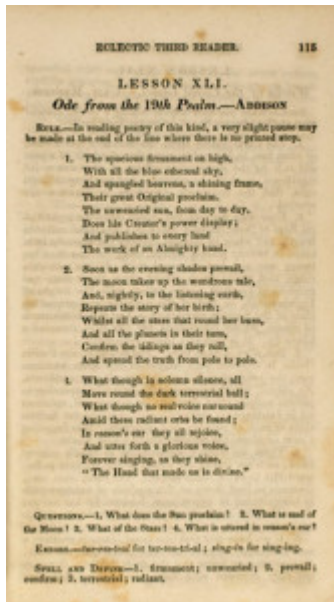 ECLECTIC THIRD READER. 115
LESSON XLI.
Ode from the 19th Psalm.—ADDISON
RULE.—In reading poetry of this kind, a very slight pause may
be made at the end of the line where there is no printed stop.
1. The spacious firmament on high,
With all the blue ethereal sky,
And spangled heavens, a shining frame,
Their great Original proclaim.
The unwearied sun, from day to day,
Does his Creator's power display;
And publishes to every land
The work of an Almighty hand.
2. Soon as the evening shades prevail,
The moon takes up the wondrous tale,
And, nightly, to the listening earth,
Repeats the story of her birth;
Whilst all the stars that round her burn,
And all the planets in their turn,
Confirm the tidings as they roll,
And spread the truth from pole to pole.
What though in solemn silence, all
Move round the dark terrestrial ball;
What though no real voice nor sound
Amid these radiant orbs be found;
In reason's ear they all rejoice,
And utter forth a glorious voice,
Forever singing, as they shine,
"The Hand that made us is divine."
QUESTIONS.—1. What does the Sun proclaim? 2. What is said of
the Moon? 3. What of the Stars? 4. What is uttered in reason's ear?
ERRORS. for ter-res-tri-al; sing-in for sing-ing.
SPELL AND DEFINE—1. firmament; unwearied; 2. prevail;
confirm; 3. terrestrial; radiant.